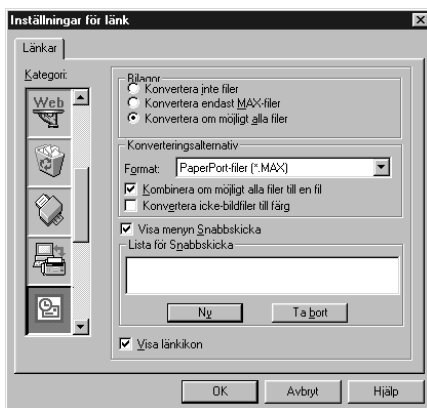 Inställningar för länk
Länkar
Kategori:
Web
Bilagor
Konvertera inte filer
Konvertera endast MAX-filer
Konvertera om möjligt alla filer
Konverteringsalternativ
Format: PaperPort-filer (*.MAX)
Kombinera om möjligt alla filer till en fil
Konvertera icke-bildfiler till färg
Visa menyn Snabbskicka
Lista för Snabbskicka
Ny Ta bort
Visa länkikon
OK Avbryt Hjälp